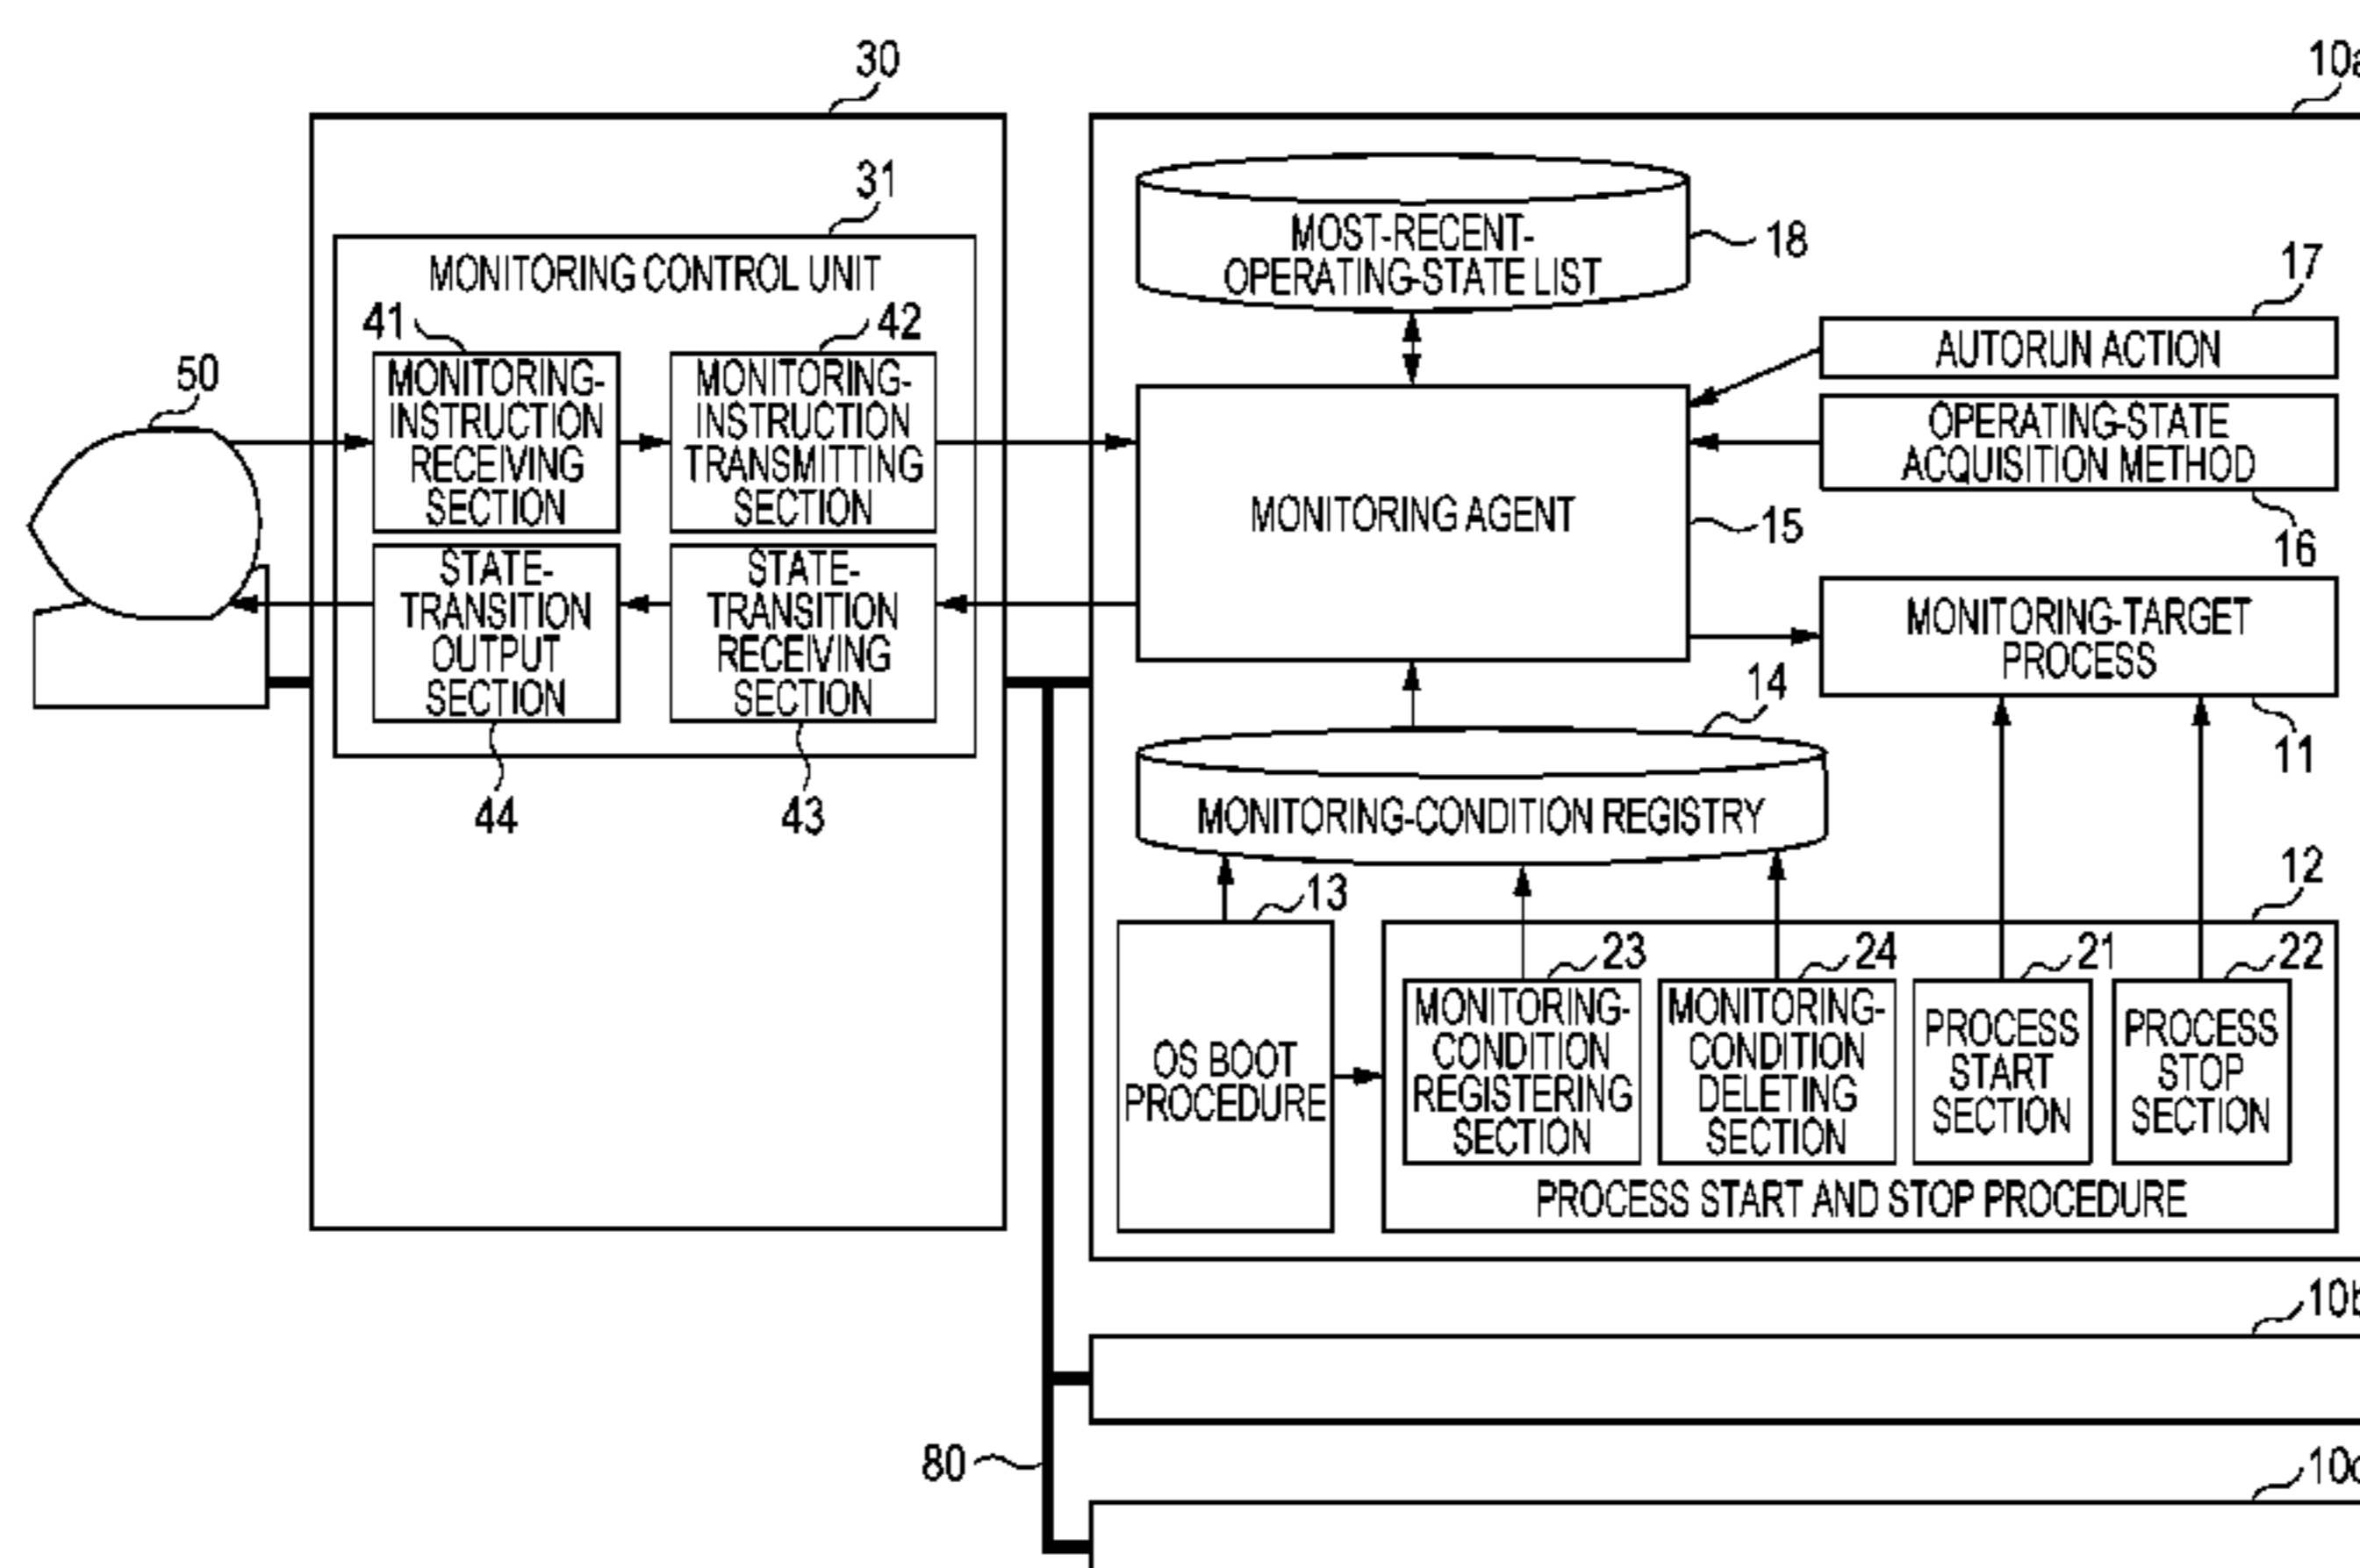 30
10a
31
MONITORING CONTROL UNIT
41
42
MONITORING-
INSTRUCTION
RECEIVING
SECTION
MONITORING-
INSTRUCTION
TRANSMITTING
SECTION
50
STATE-
TRANSITION
OUTPUT
SECTION
STATE-
TRANSITION
RECEIVING
SECTION
44
43
MOST-RECENT-
OPERATING-STATE LIST
18
17
AUTORUN ACTION
OPERATING-STATE
ACQUISITION METHOD
16
MONITORING AGENT
15
MONITORING-TARGET
PROCESS
11
14
MONITORING-CONDITION REGISTRY
13
12
OS BOOT
PROCEDURE
23
24
21
22
MONITORING-
CONDITION
REGISTERING
SECTION
MONITORING-
CONDITION
DELETING
SECTION
PROCESS
START
SECTION
PROCESS
STOP
SECTION
PROCESS START AND STOP PROCEDURE
10b
80
10c